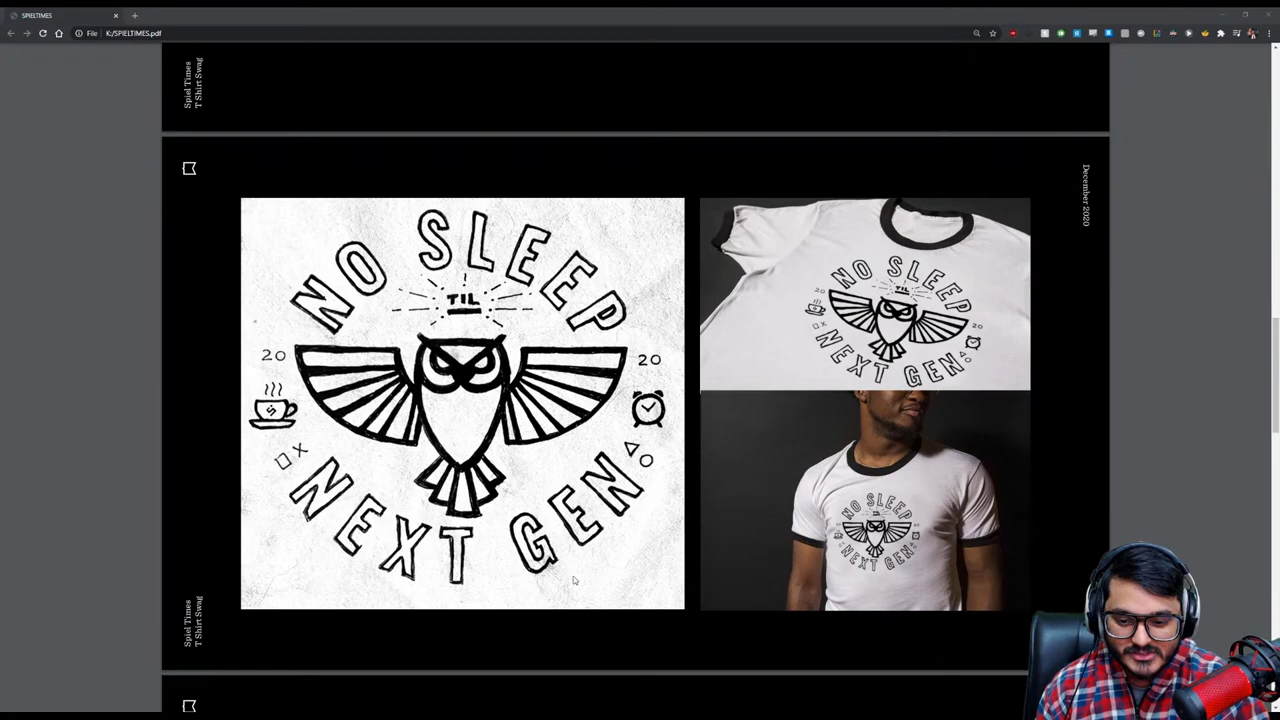 SPIELTIMES
File
K:/SPIELTIMES.pdf
Spiel Times
T Shirt Swag
December 2020
NO SLEEP
TIL
20
20
NEXT GEN
NO SLEEP
TIL
20
20
NEXT GEN
NO SLEEP
TIL
NEXT GEN
Spiel Times
T Shirt Swag